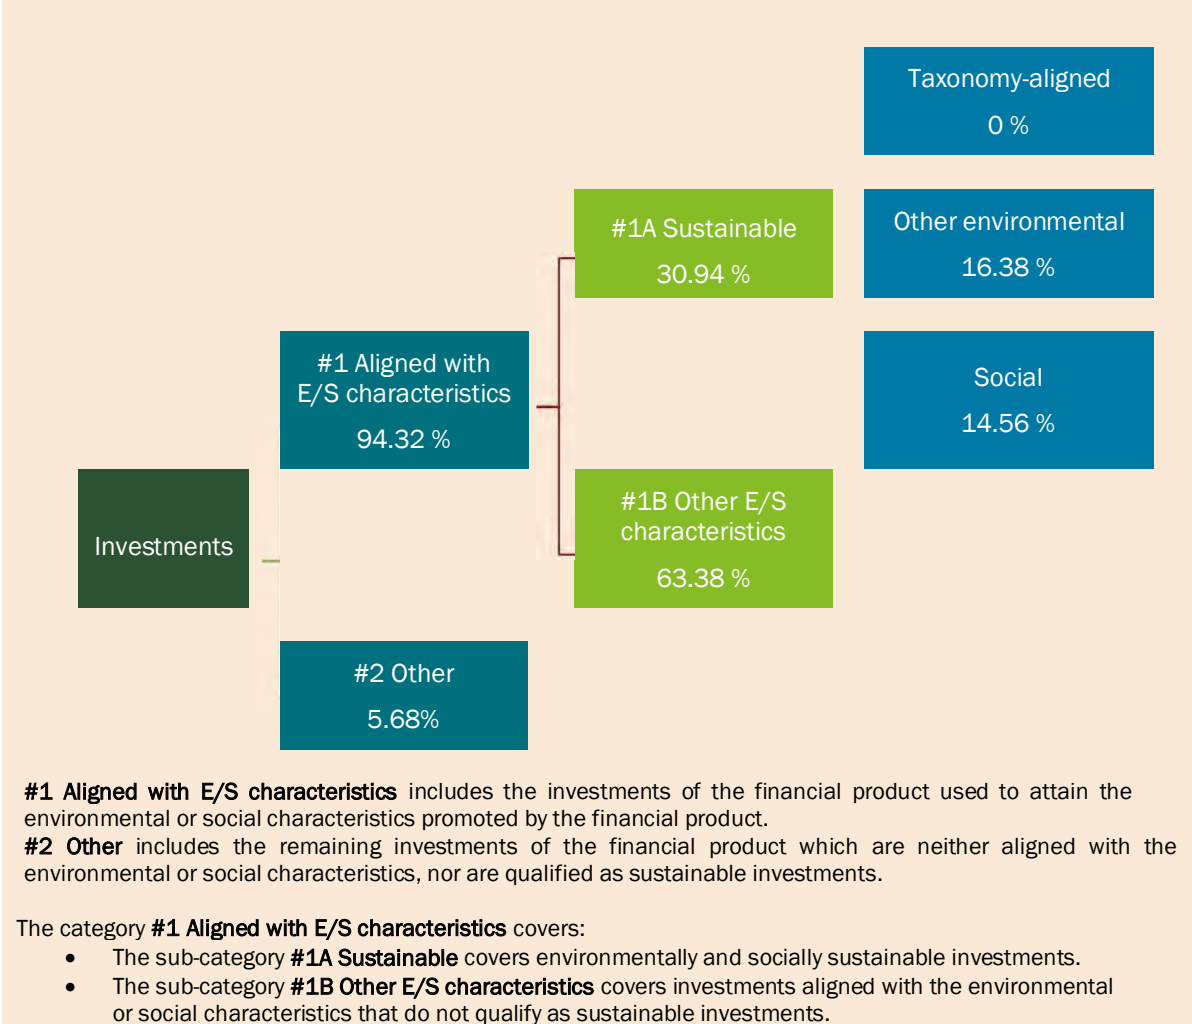 Taxonomy-aligned
0 %
#1A Sustainable
30.94 %
Other environmental
16.38 %
#1 Aligned with
E/S characteristics
94.32 %
Social
14.56 %
Investments
#1B Other E/S
characteristics
63.38 %
#2 Other
5.68%
#1 Aligned with E/S characteristics includes the investments of the financial product used to attain the
environmental or social characteristics promoted by the financial product.
#2 Other includes the remaining investments of the financial product which are neither aligned with the
environmental or social characteristics, nor are qualified as sustainable investments.
The category #1 Aligned with E/S characteristics covers:
• The sub-category #1A Sustainable covers environmentally and socially sustainable investments.
• The sub-category #1B Other E/S characteristics covers investments aligned with the environmental
or social characteristics that do not qualify as sustainable investments.